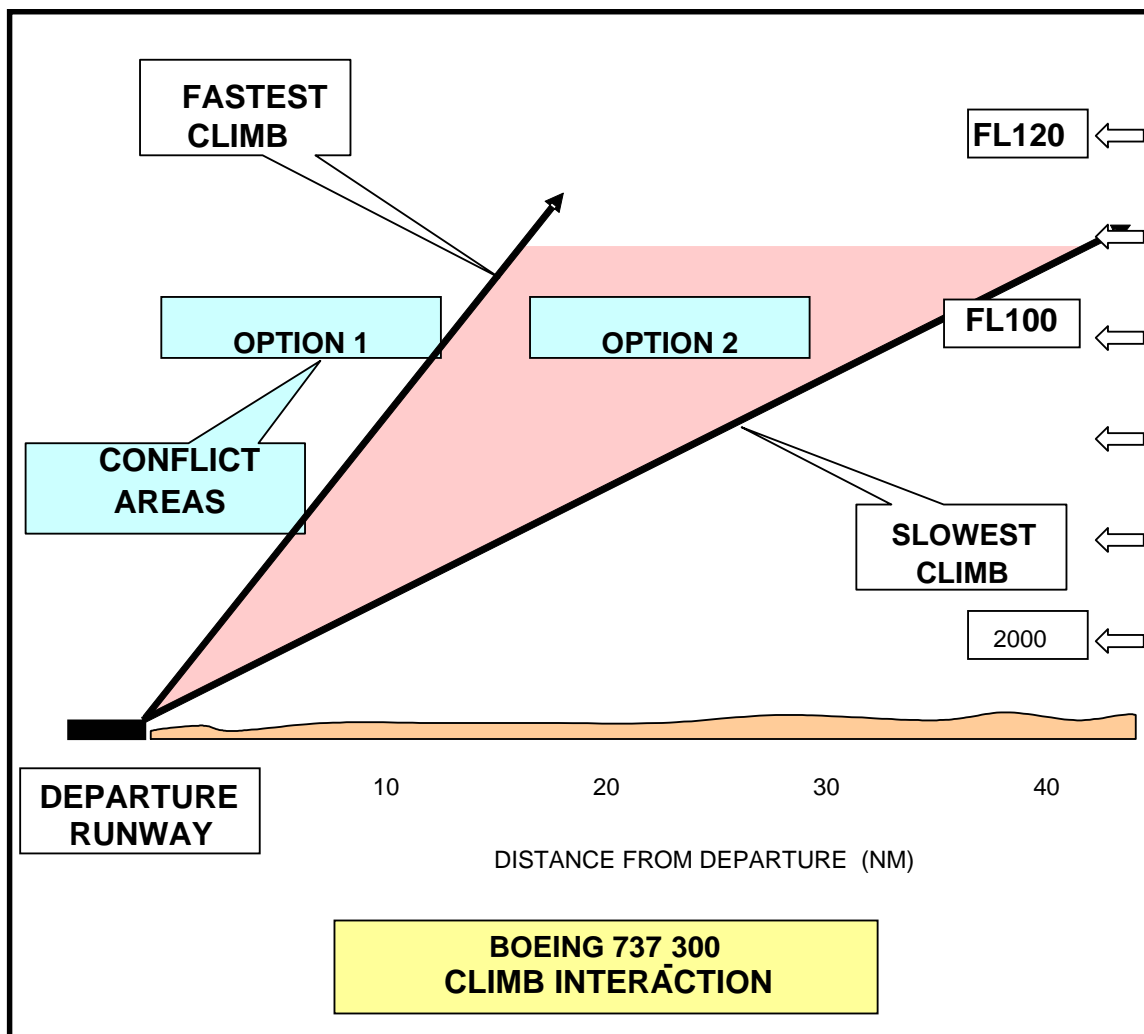 FASTEST
CLIMB
FL120
OPTION 1
OPTION 2
FL100
CONFLICT
AREAS
SLOWEST
CLIMB
2000
DEPARTURE
RUNWAY
10
20
30
40
DISTANCE FROM DEPARTURE (NM)
BOEING 737-300
CLIMB INTERACTION